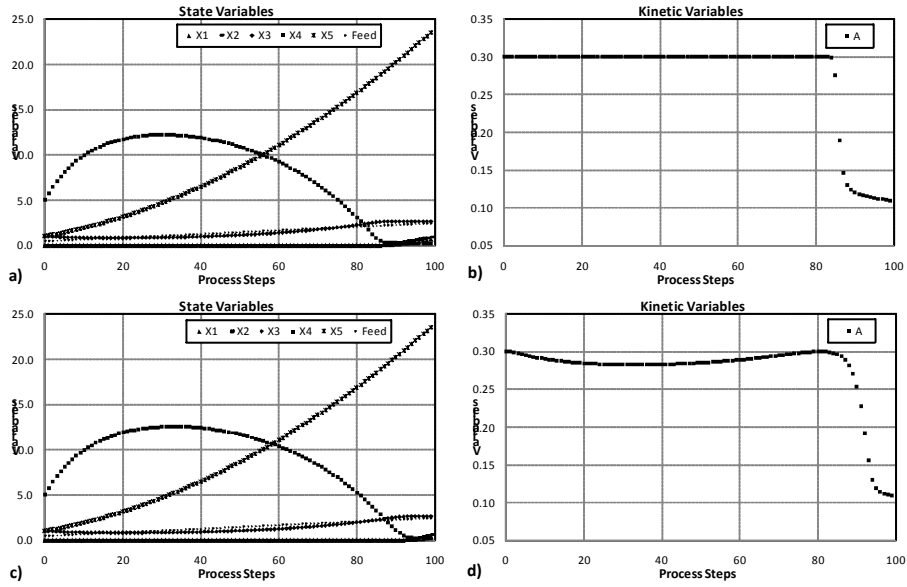 State Variables
X1 X2 X3 X4 X5 Feed
25.0
20.0
15.0
10.0
5.0
0.0
0 20 40 60 80 100
Process Steps
a)
Kinetic Variables
A
0.35
0.30
0.25
0.20
0.15
0.10
0.05
0 20 40 60 80 100
Process Steps
b)
State Variables
X1 X2 X3 X4 X5 Feed
25.0
20.0
15.0
10.0
5.0
0.0
0 20 40 60 80 100
Process Steps
c)
Kinetic Variables
A
0.35
0.30
0.25
0.20
0.15
0.10
0.05
0 20 40 60 80 100
Process Steps
d)